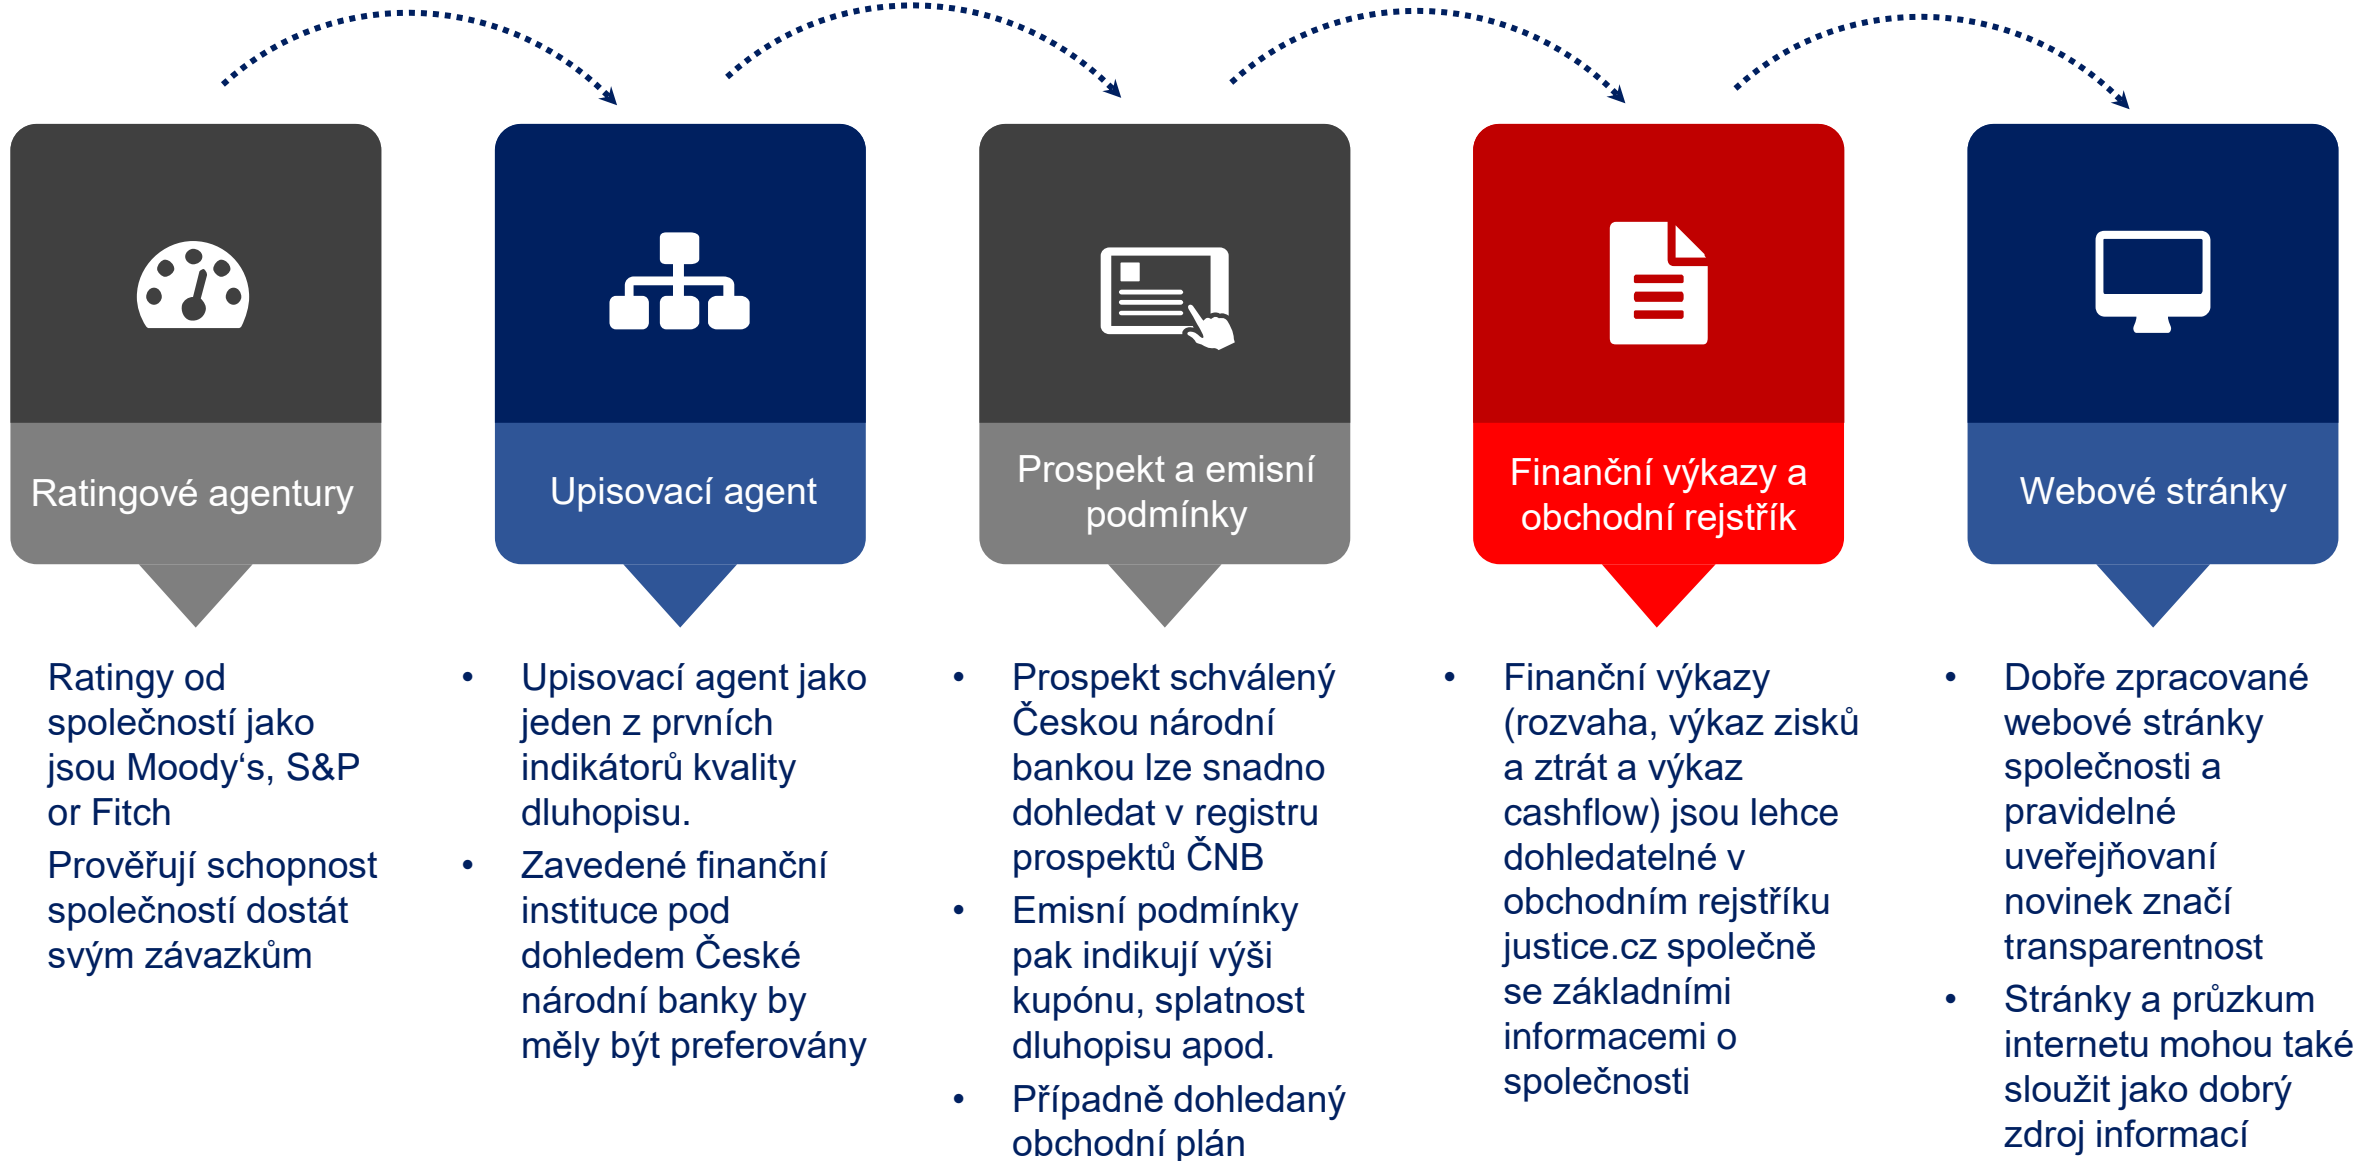 Ratingové agentury
Upisovací agent
Prospekt a emisní
podmínky
Finanční výkazy a
obchodní rejstřík
Webové stránky
Ratingy od
společností jako
jsou Moody‘s, S&P
or Fitch
Prověřují schopnost
společností dostát
svým závazkům
• Upisovací agent jako
jeden z prvních
indikátorů kvality
dluhopisu.
• Zavedené finanční
instituce pod
dohledem České
národní banky by
měly být preferovány
• Prospekt schválený
Českou národní
bankou lze snadno
dohledat v registru
prospektů ČNB
• Emisní podmínky
pak indikují výši
kupónu, splatnost
dluhopisu apod.
• Případně dohledaný
obchodní plán
• Finanční výkazy
(rozvaha, výkaz zisků
a ztrát a výkaz
cashflow) jsou lehce
dohledatelné v
obchodním rejstříku
justice.cz společně
se základními
informacemi o
společnosti
• Dobře zpracované
webové stránky
společnosti a
pravidelné
uveřejňovaní
novinek značí
transparentnost
• Stránky a průzkum
internetu mohou také
sloužit jako dobrý
zdroj informací